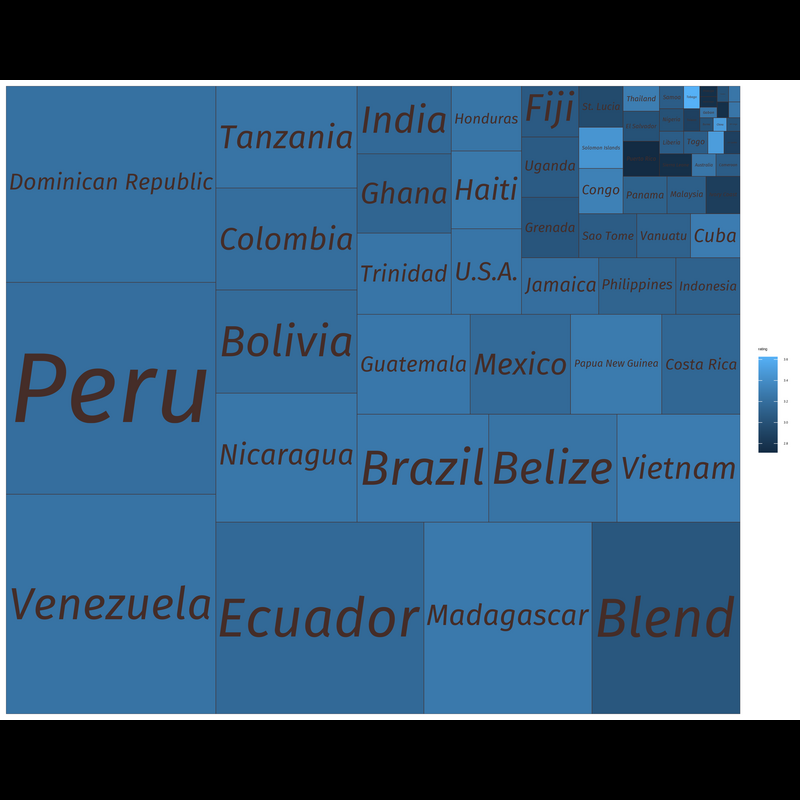 Dominican Republic
Peru
Venezuela
Tanzania
Colombia
Bolivia
Nicaragua
Ecuador
Madagascar
Blend
India
Ghana
Trinidad
Honduras
Haiti
U.S.A.
Guatemala
Mexico
Papua New Guinea
Costa Rica
Brazil
Belize
Vietnam
Fiji
Uganda
Grenada
Jamaica
Philippines
Indonesia
St. Lucia
Solomon Islands
Congo
Sao Tome
Vanuatu
Cuba
Thailand
Panama
Malaysia
Togo
rating